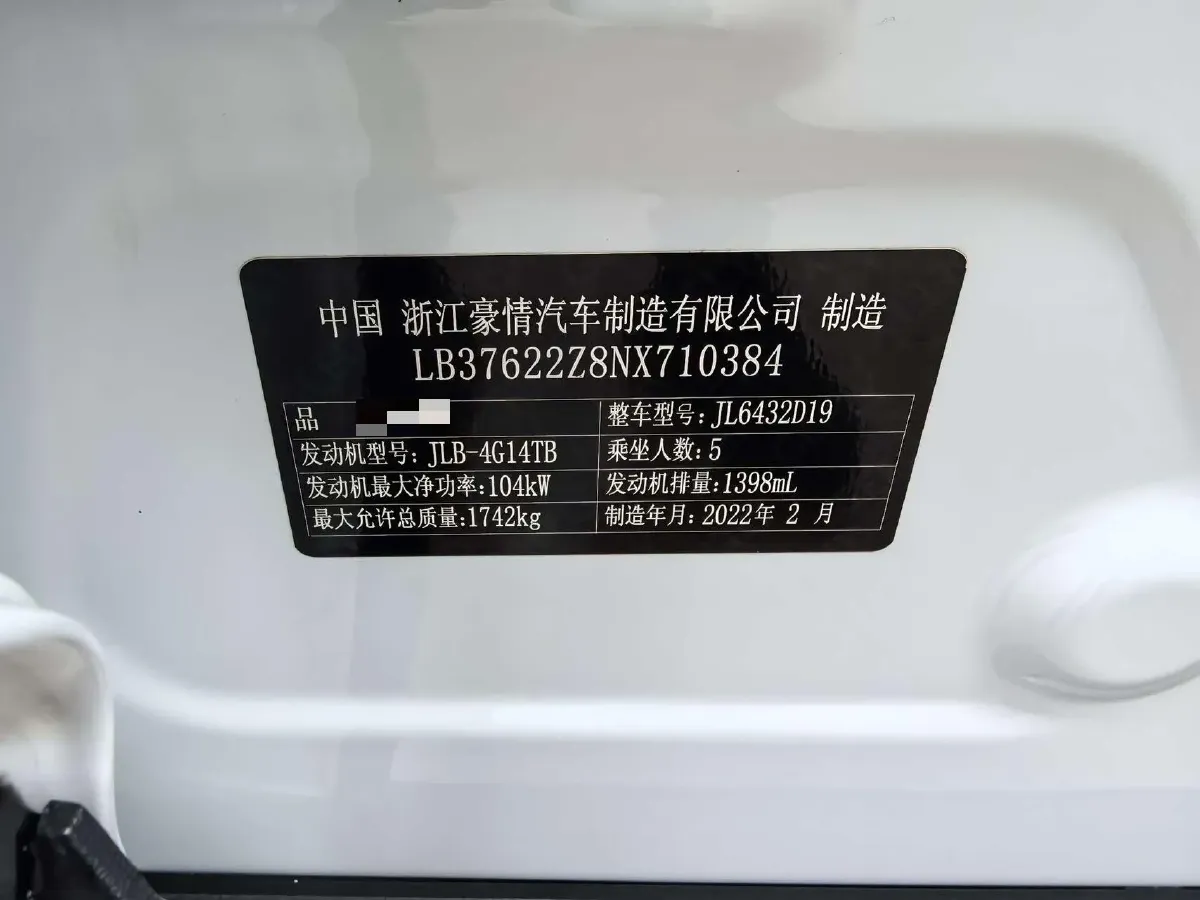 中国 浙江豪情汽车制造有限公司 制造
LB37622Z8NX710384
品 整车型号:JL6432D19
发动机型号:JLB-4G14TB 乘坐人数:5
发动机最大净功率:104kW 发动机排量:1398mL
最大允许总质量:1742kg 制造年月:2022年 2 月